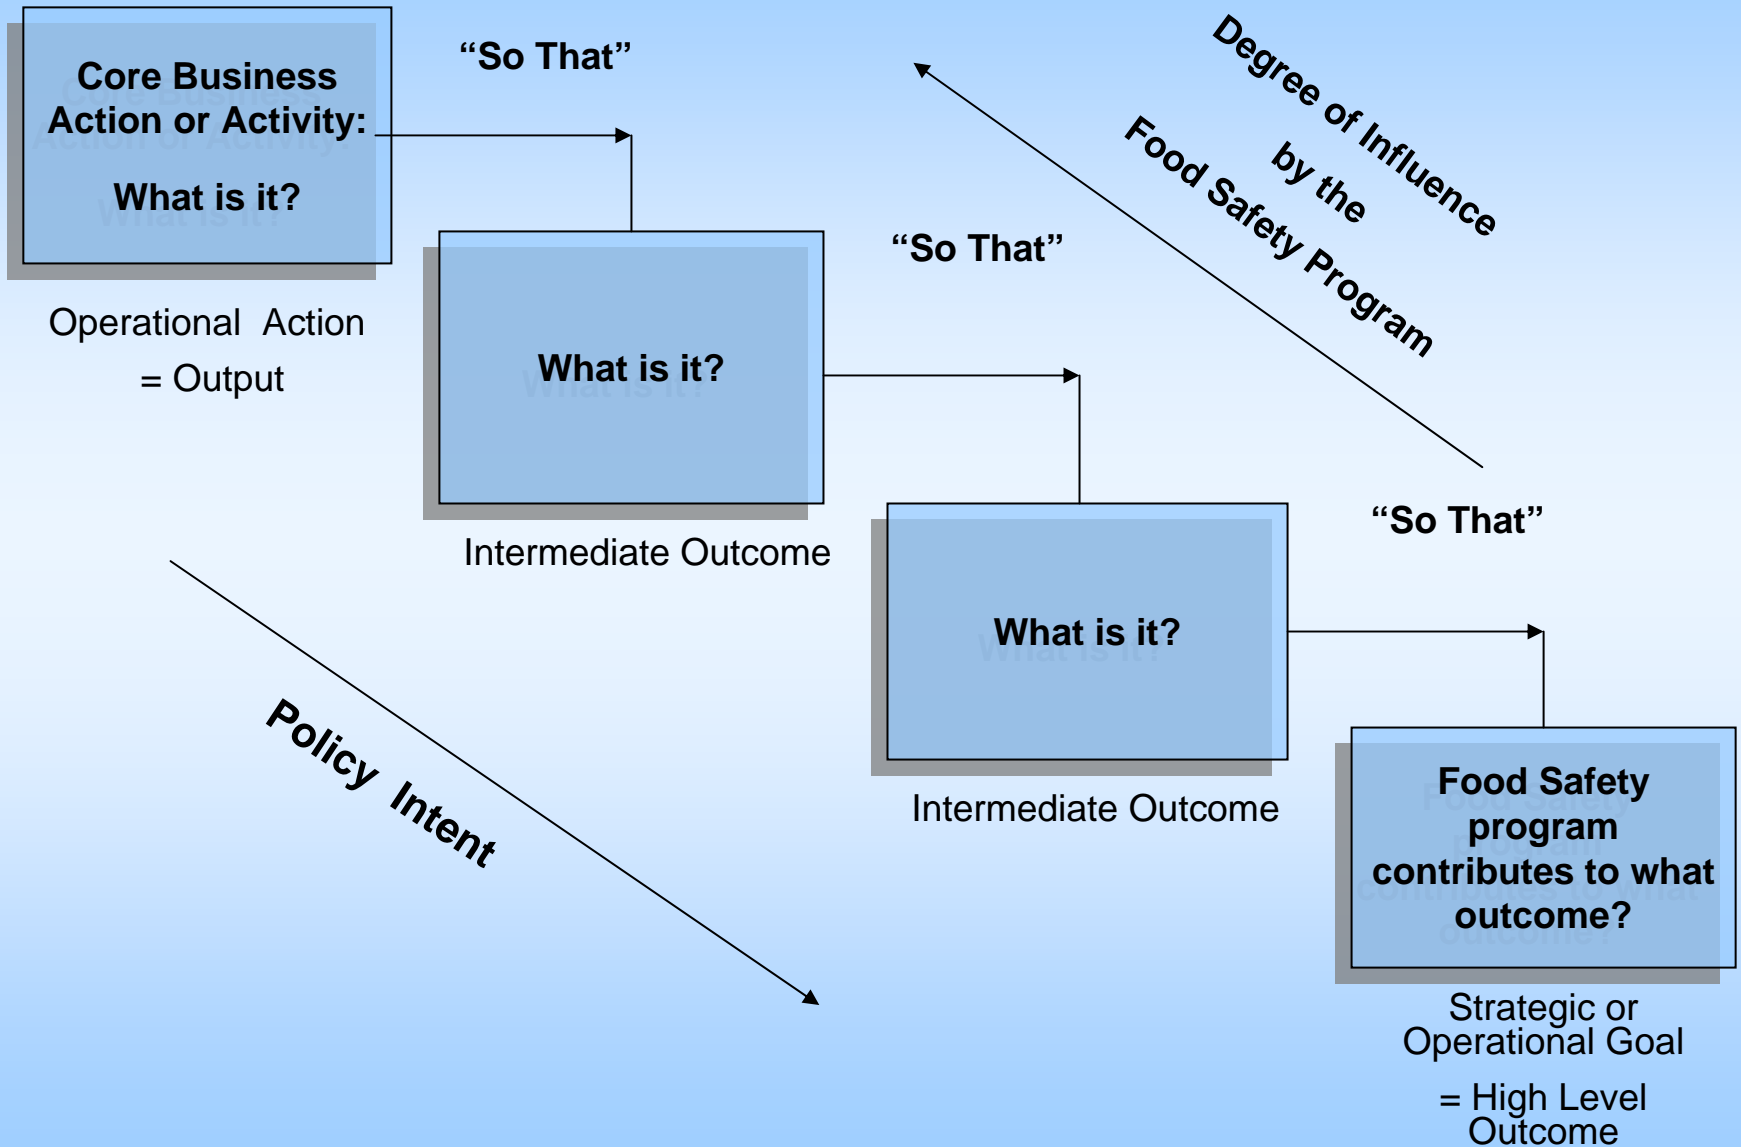 Core Business
Action or Activity:
What is it?
Operational Action
= Output
“So That”
What is it?
Intermediate Outcome
“So That”
What is it?
Intermediate Outcome
“So That”
Food Safety
program
contributes to what
outcome?
Strategic or
Operational Goal
= High Level
Outcome
Degree of Influence
by the
Food Safety Program
Policy Intent